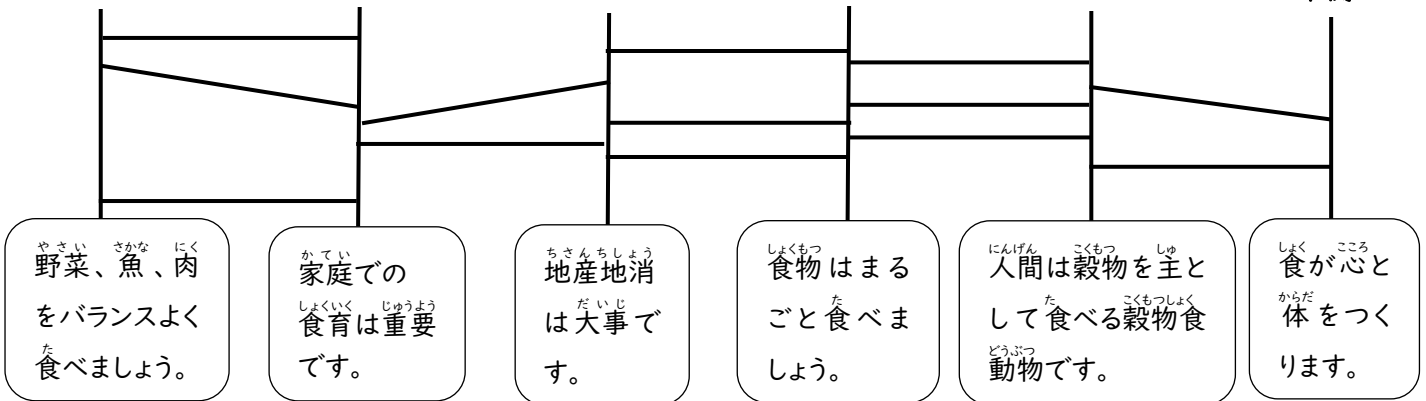 野菜、魚、肉
をバランスよく
食べましょう。
家庭での
食育は重要
です。
地産地消
は大事で
す。
食物はまる
ごと食べま
しょう。
人間は穀物を主と
して食べる穀物食
動物です。
食が心と
体をつく
ります。